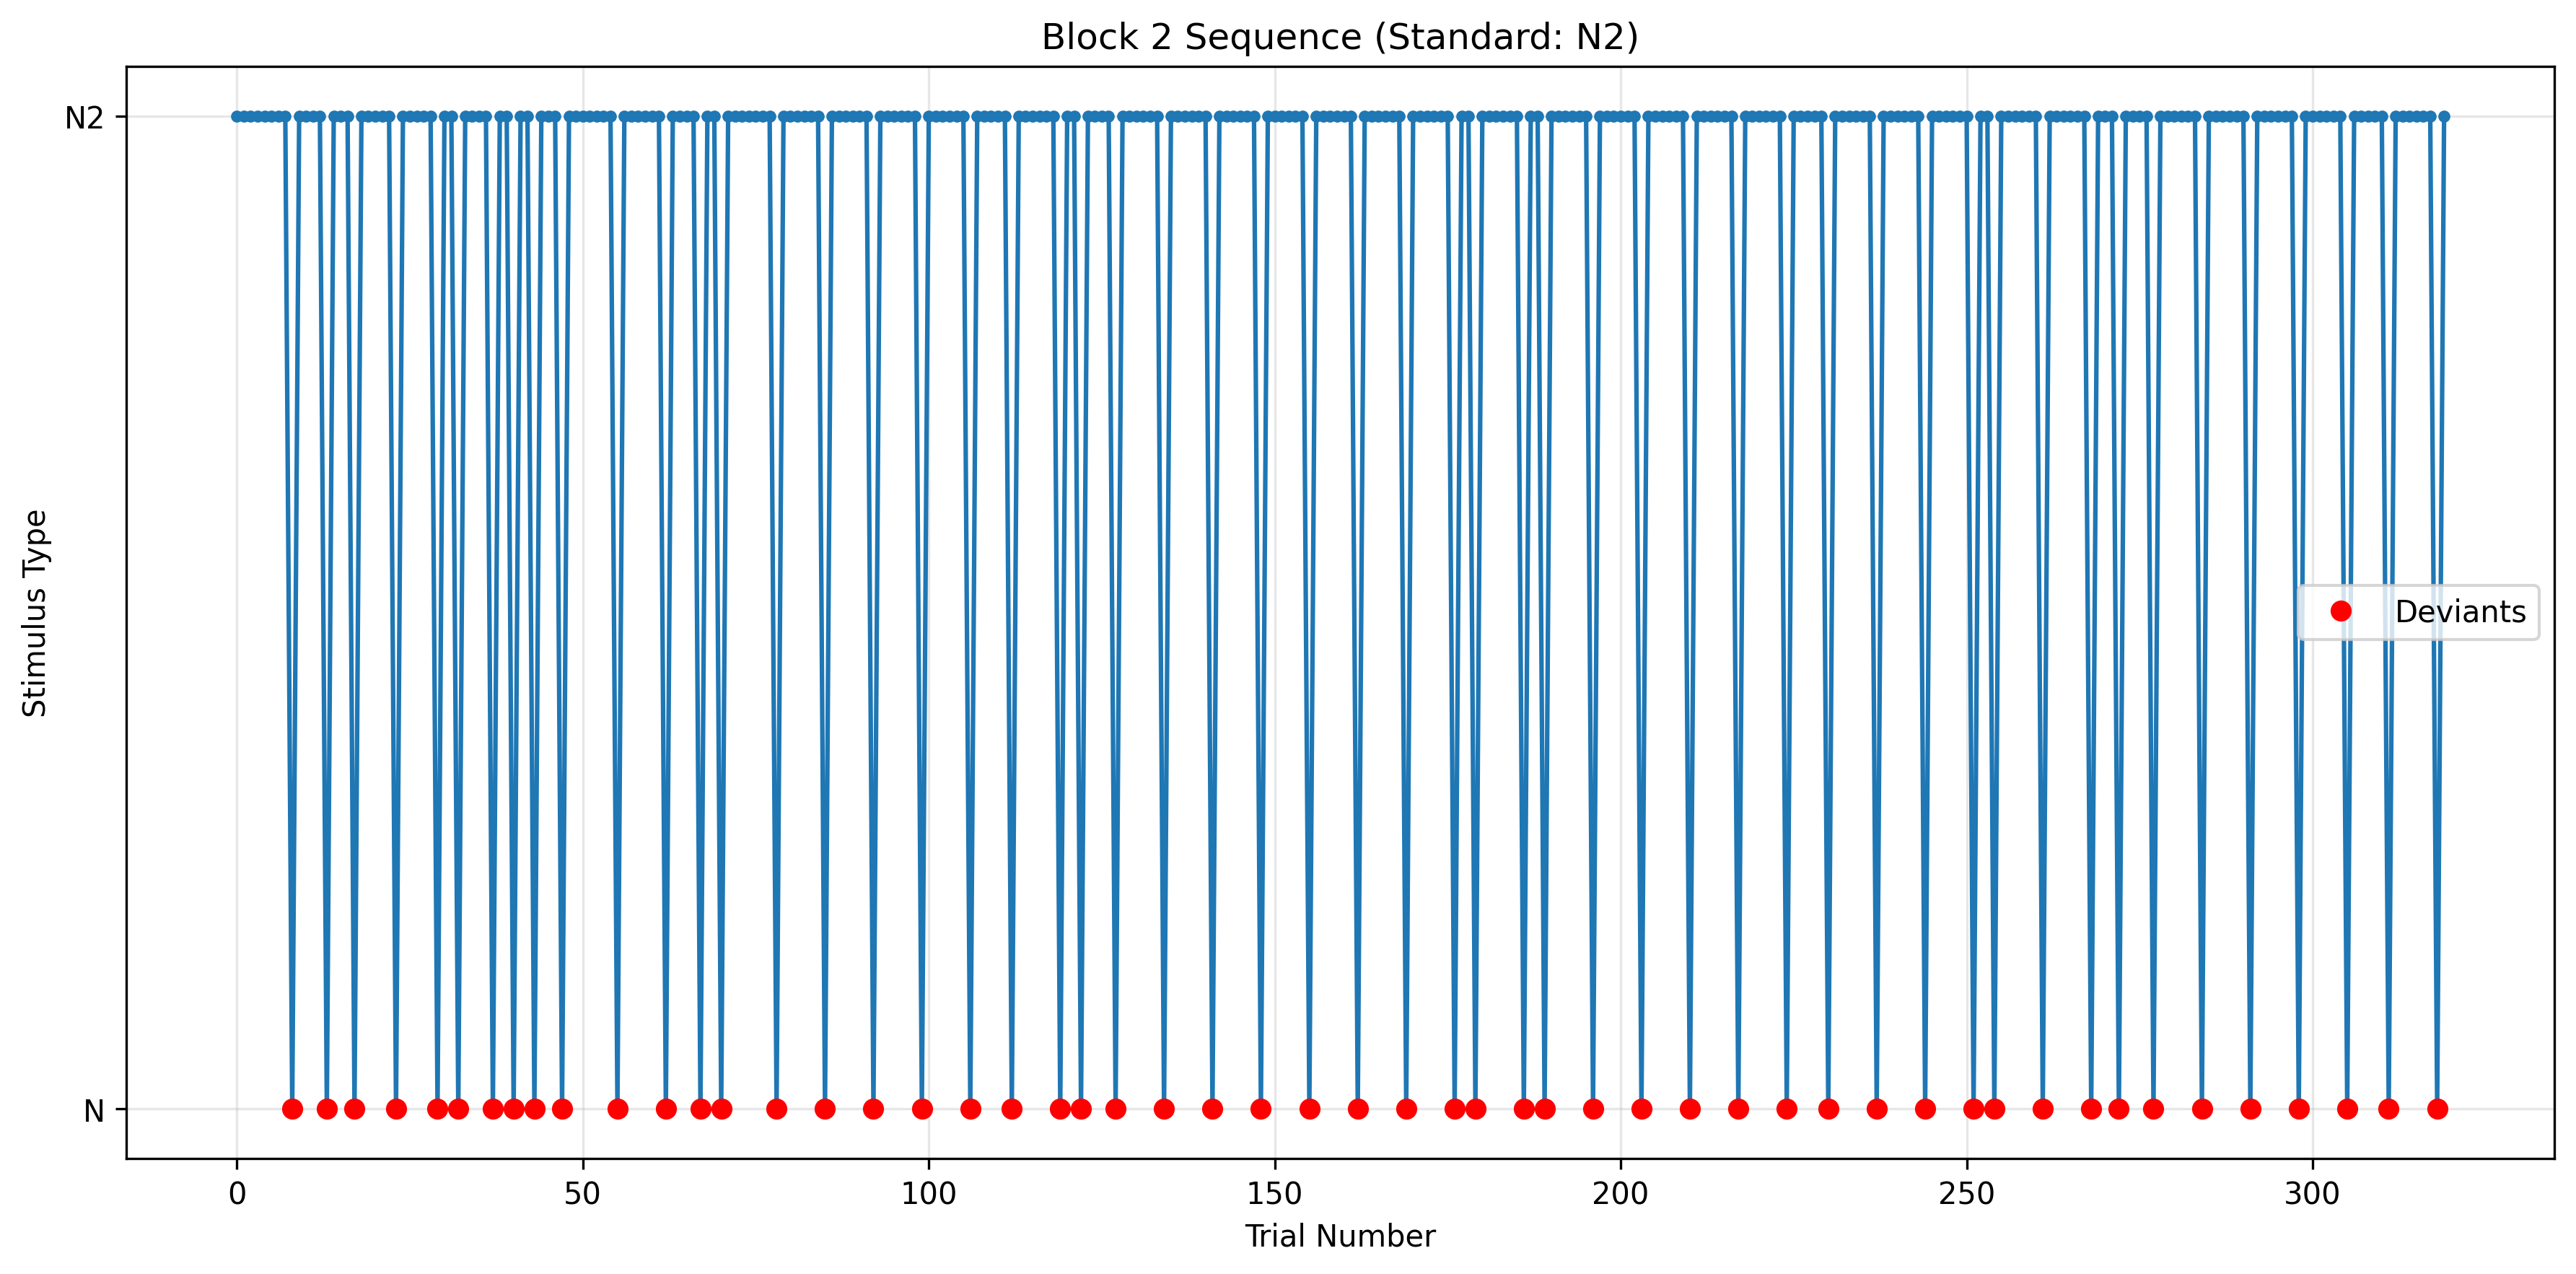 Block 2 Sequence (Standard: N2)
N2
Stimulus Type
Deviants
N
0 50 100 150 200 250 300
Trial Number